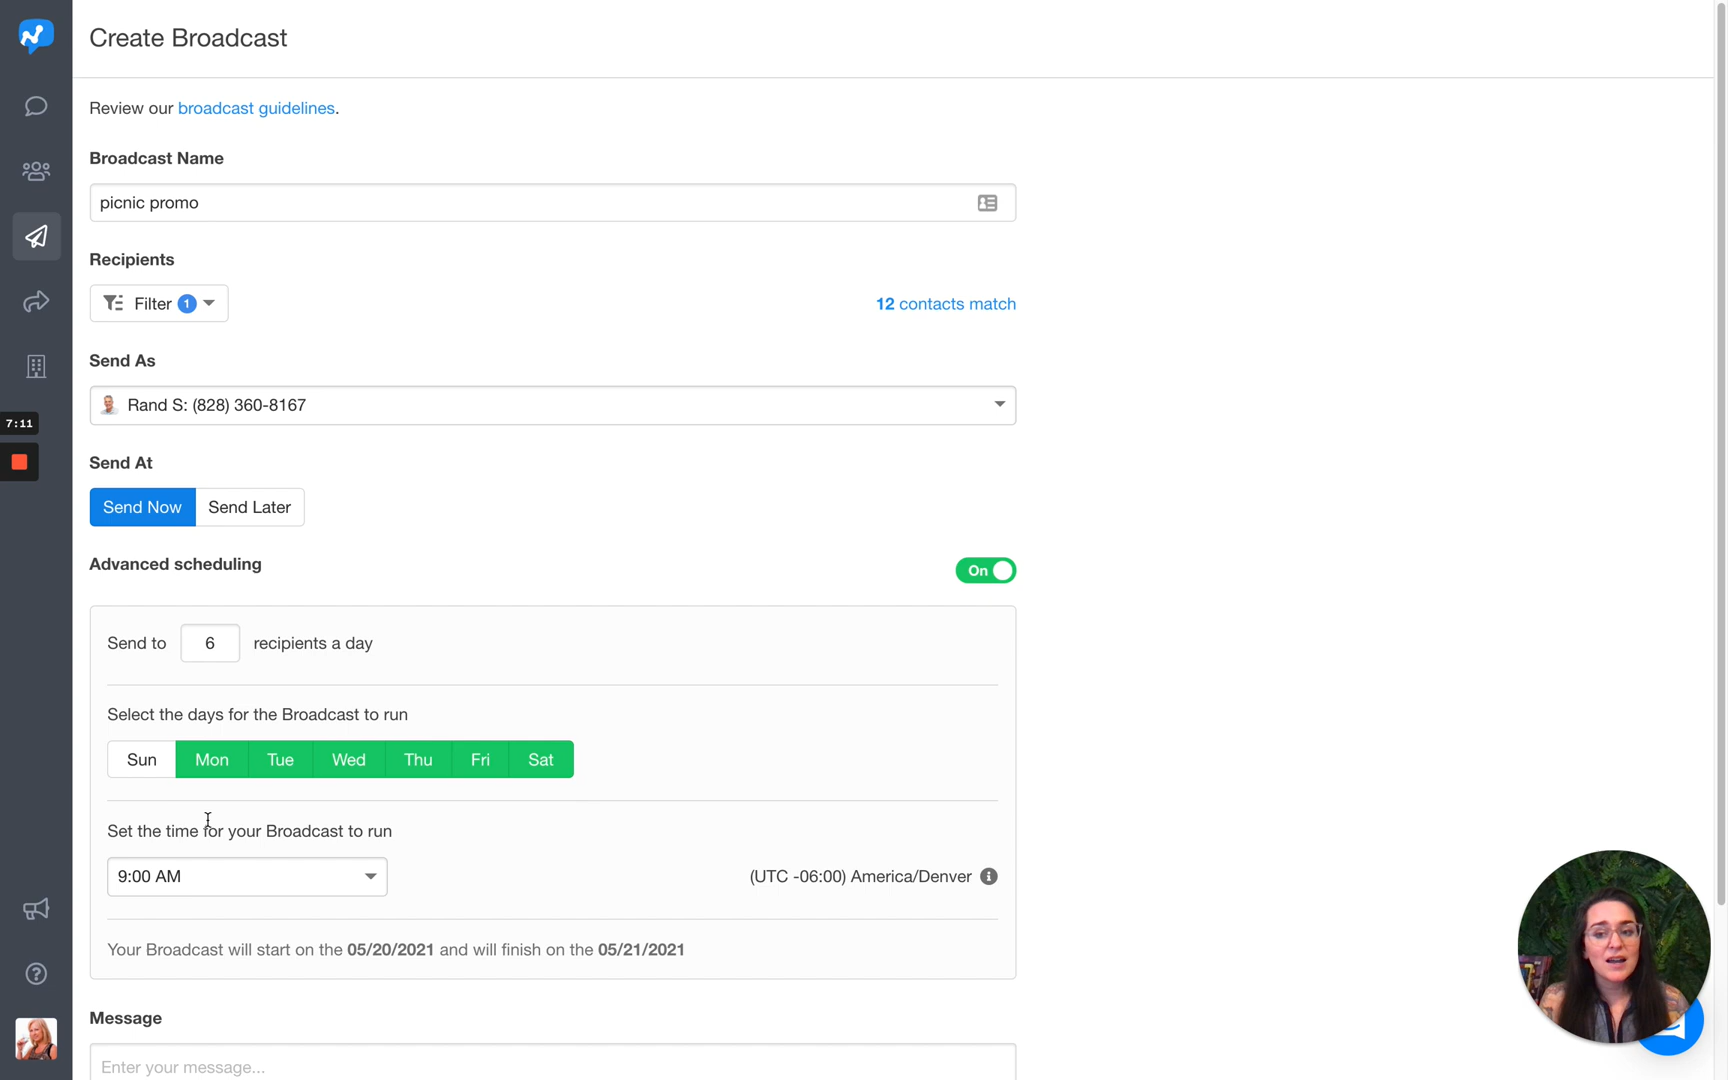 Create Broadcast
Review our broadcast guidelines.
Broadcast Name
picnic promo
Recipients
Filter 1
12 contacts match
Send As
Rand S: (828) 360-8167
7:11
Send At
Send Now Send Later
Advanced scheduling
On
Send to 6 recipients a day
Select the days for the Broadcast to run
Sun Mon Tue Wed Thu Fri Sat
Set the time for your Broadcast to run
9:00 AM
(UTC -06:00) America/Denver
Your Broadcast will start on the 05/20/2021 and will finish on the 05/21/2021
Message
Enter your message...